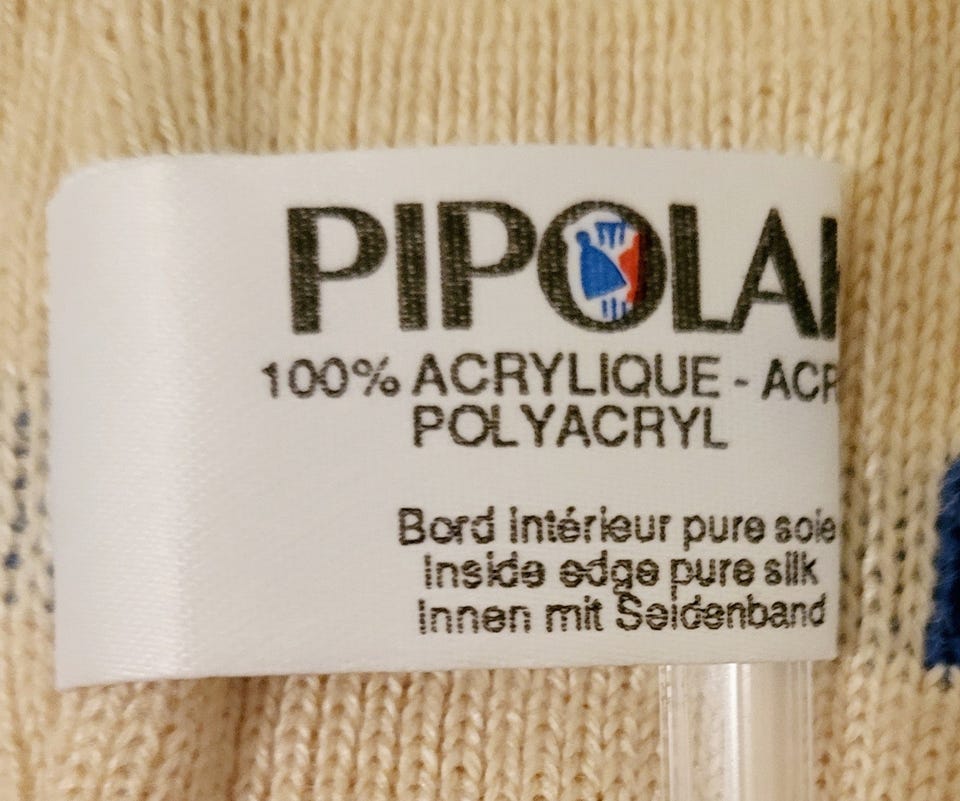 PIPOLA
100% ACRYLIQUE - ACR
POLYACRYL
Bord intérieur pure soie
Inside edge pure silk
Innen mit Seidenband